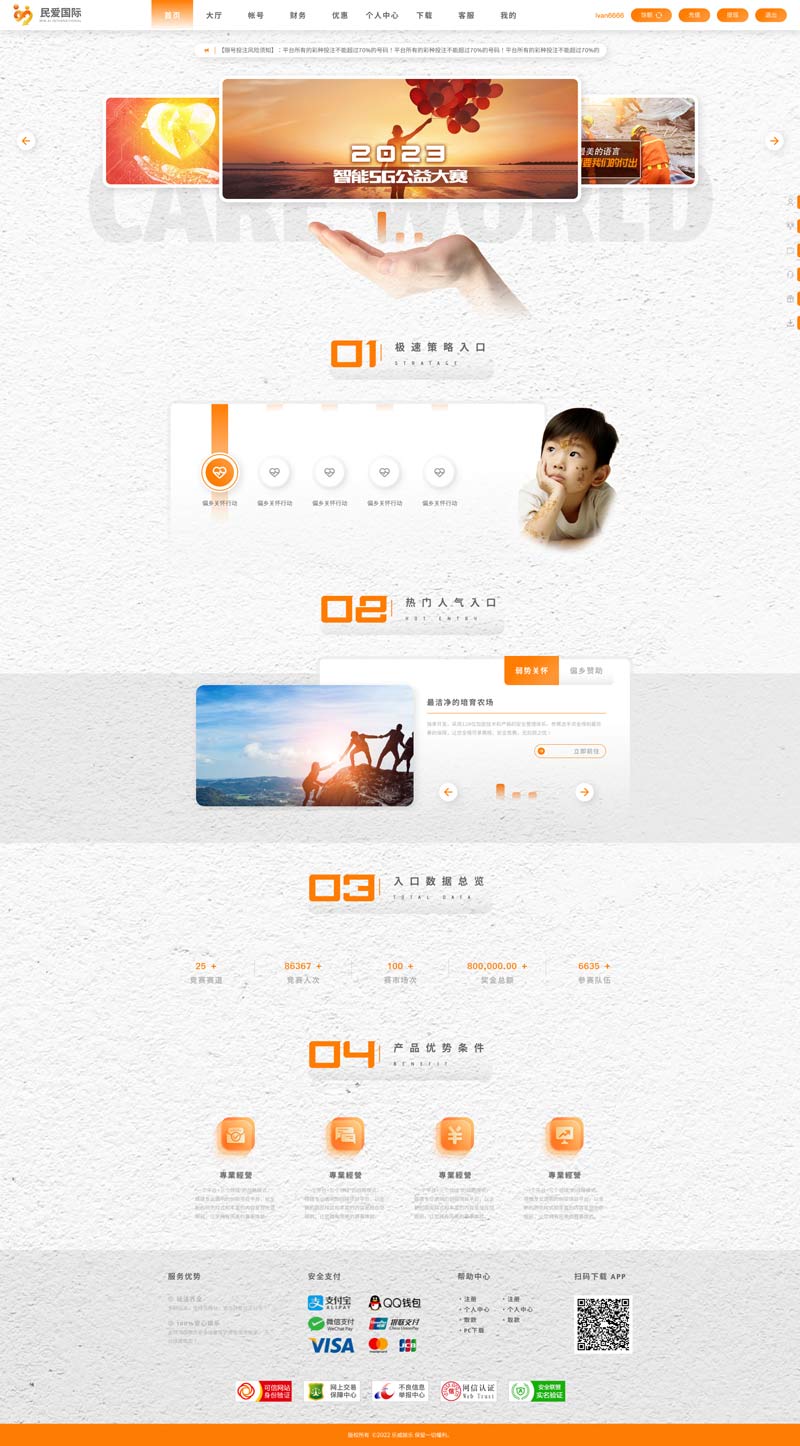 民爱国际
首页 大厅 帐号 财务 优惠 个人中心 下载 客服 我的
ivan6666
充值
提现
退出
【限号投注风险须知】：平台所有的彩种投注不能超过70%的号码！平台所有的彩种投注不能超过70%的号码！平台所有的彩种投注不能超过70%的
2023
智能5G公益大赛
最美的语言
要我们的付出
CARE WORLD
01 极速策略入口
STRATAGE
偏乡关怀行动 偏乡关怀行动 偏乡关怀行动 偏乡关怀行动 偏乡关怀行动
02 热门人气入口
HOT ENTRY
弱势关怀 偏乡赞助
最洁净的培育农场
立即前往
03 入口数据总览
TOTAL DATA
25 + 86367 + 100 + 800,000.00 + 6635 +
竞赛赛道 竞赛人次 赛市场次 奖金总额 参赛队伍
04 产品优势条件
BENEFIT
專業經營 專業經營 專業經營 專業經營
服务优势 安全支付 帮助中心 扫码下载 APP
支付宝
ALIPAY
QQ钱包
微信支付
WeChat Pay
银联支付
China UnionPay
VISA
mastercard
JCB
· 注册 · 注册
· 个人中心 · 个人中心
· 取款 · 取款
· PC下载
可信网站
身份验证
网上交易
保障中心
不良信息
举报中心
网信认证
Web Trust
安全联盟
实名验证
版权所有 ©2022 乐威娱乐 保留一切權利。